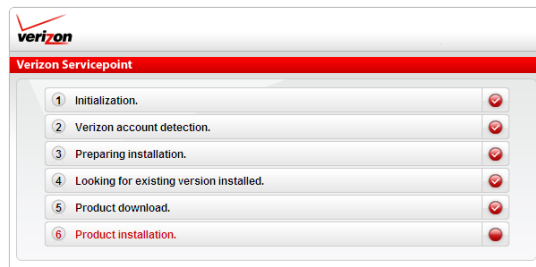 verizon
Verizon Servicepoint
1 Initialization.
2 Verizon account detection.
3 Preparing installation.
4 Looking for existing version installed.
5 Product download.
6 Product installation.